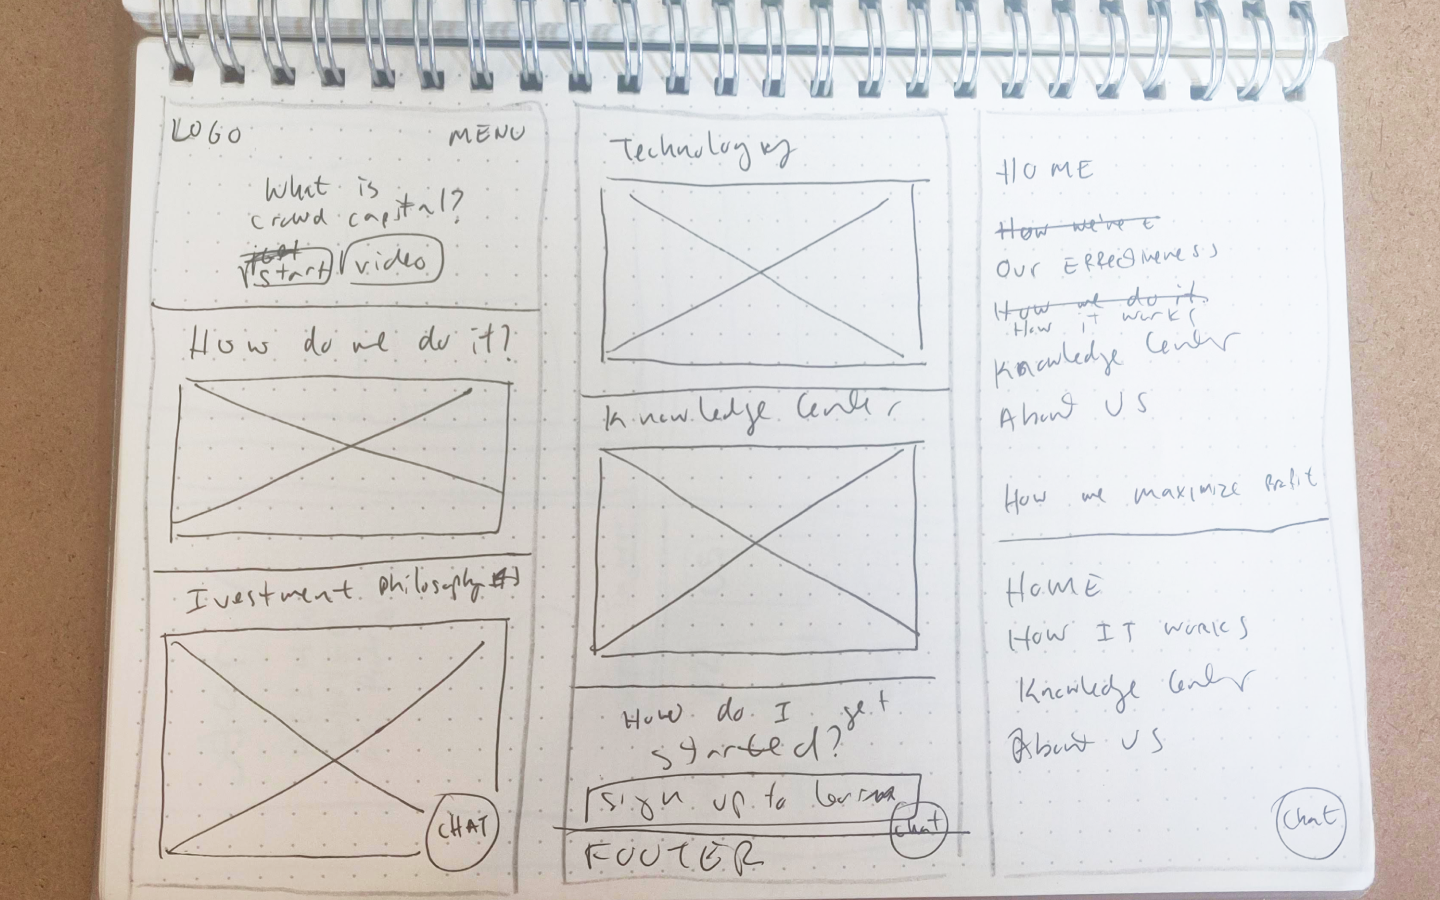 LOGO
MENU
What is
crowd capital?
start
video
How do we do it?
Ivestment philosophy
CHAT
Technology
Knowledge Center
How do I get
started?
sign up to learn
chat
FOOTER
HOME
How we're
Our Effectiveness
How we do it
How it works
Knowledge Center
About US
How we maximize Profit
HOME
How IT works
Knowledge Center
About US
Chat